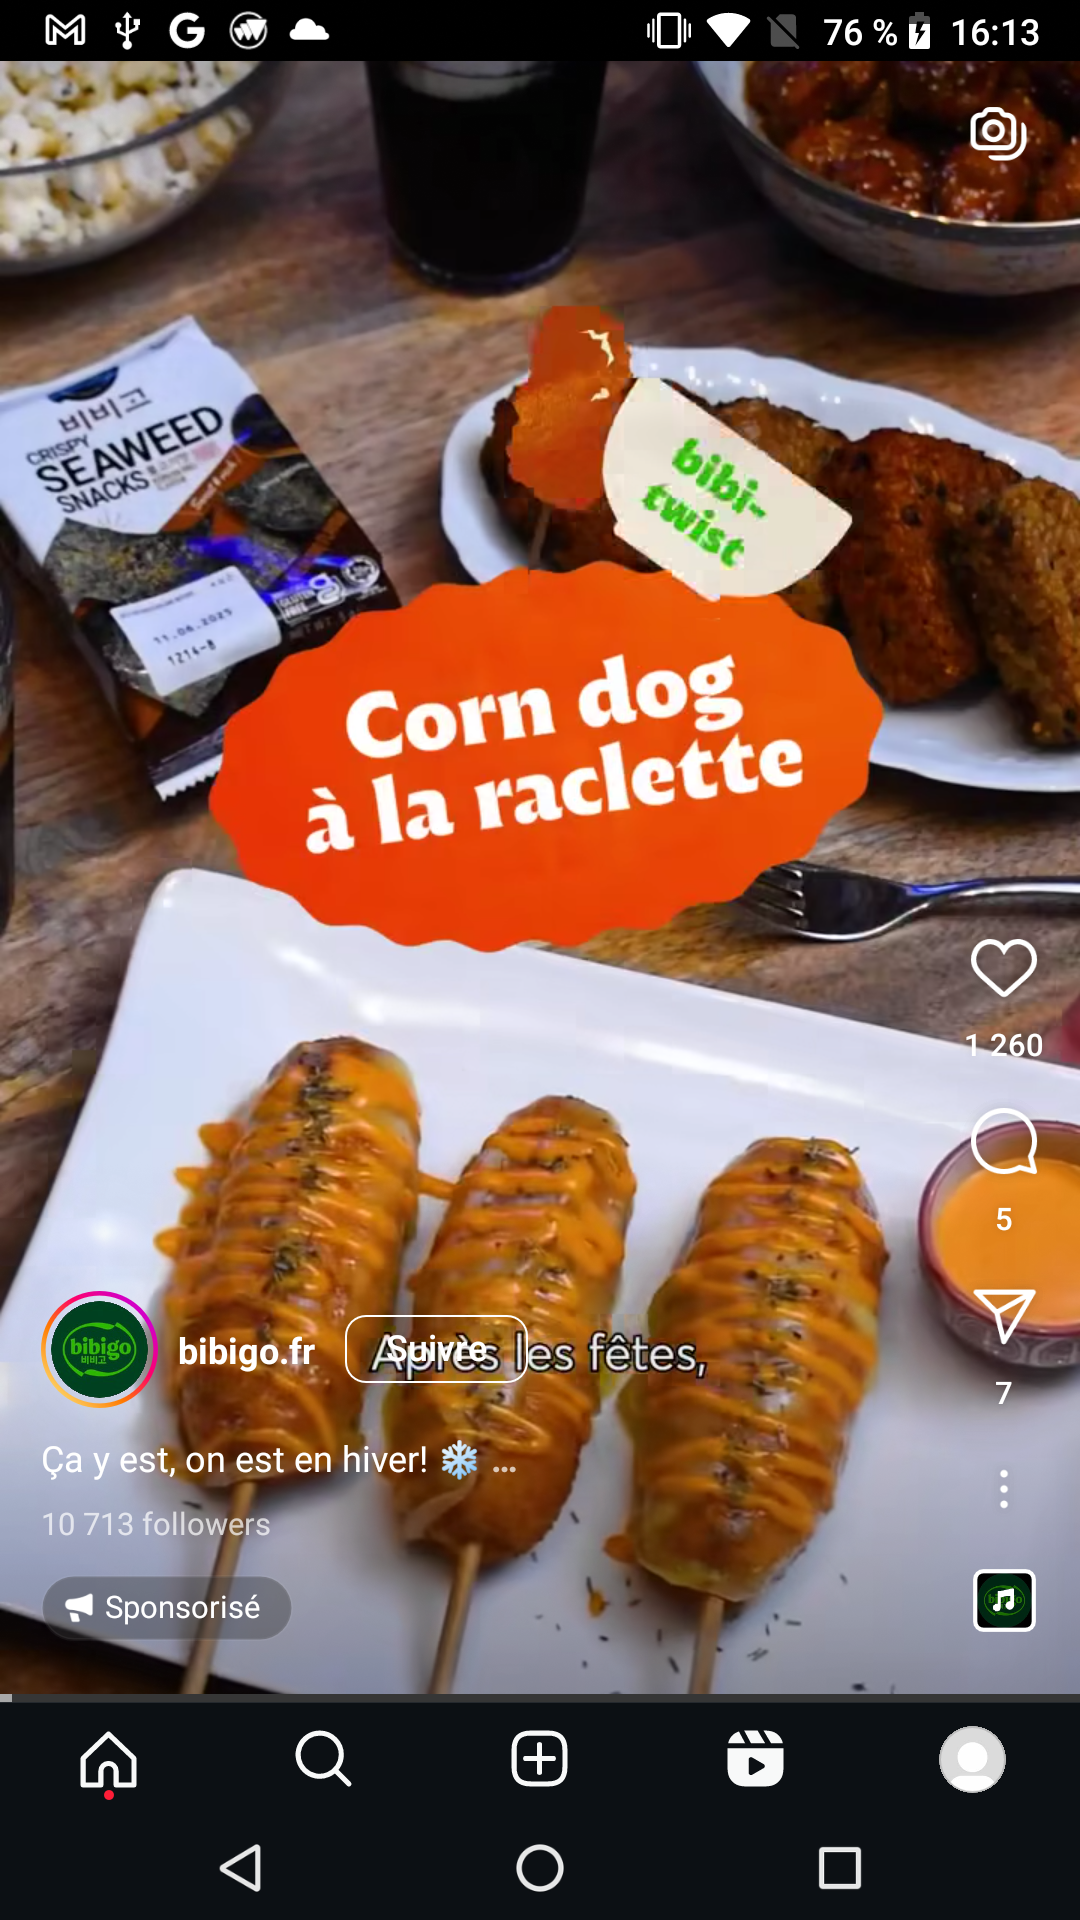 76 %
16:13
비비고
CRISPY
SEAWEED
SNACKS
11.06.2021
1214-B
bibi-
twist
Corn dog
à la raclette
1 260
5
7
bibigo
비비고
bibigo.fr
Suivre
Après les fêtes,
Ça y est, on est en hiver! ❄️ ...
10 713 followers
Sponsorisé